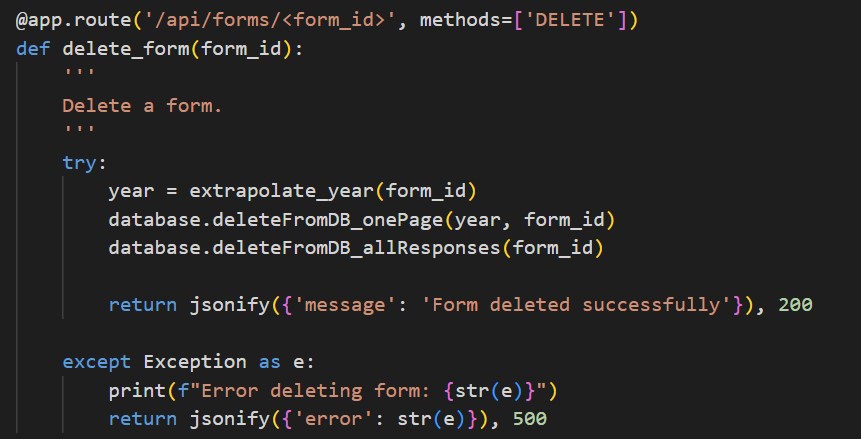 @app.route('/api/forms/<form_id>', methods=['DELETE'])
def delete_form(form_id):
    '''
    Delete a form.
    '''
    try:
        year = extrapolate_year(form_id)
        database.deleteFromDB_onePage(year, form_id)
        database.deleteFromDB_allResponses(form_id)

        return jsonify({'message': 'Form deleted successfully'}), 200

    except Exception as e:
        print(f"Error deleting form: {str(e)}")
        return jsonify({'error': str(e)}), 500